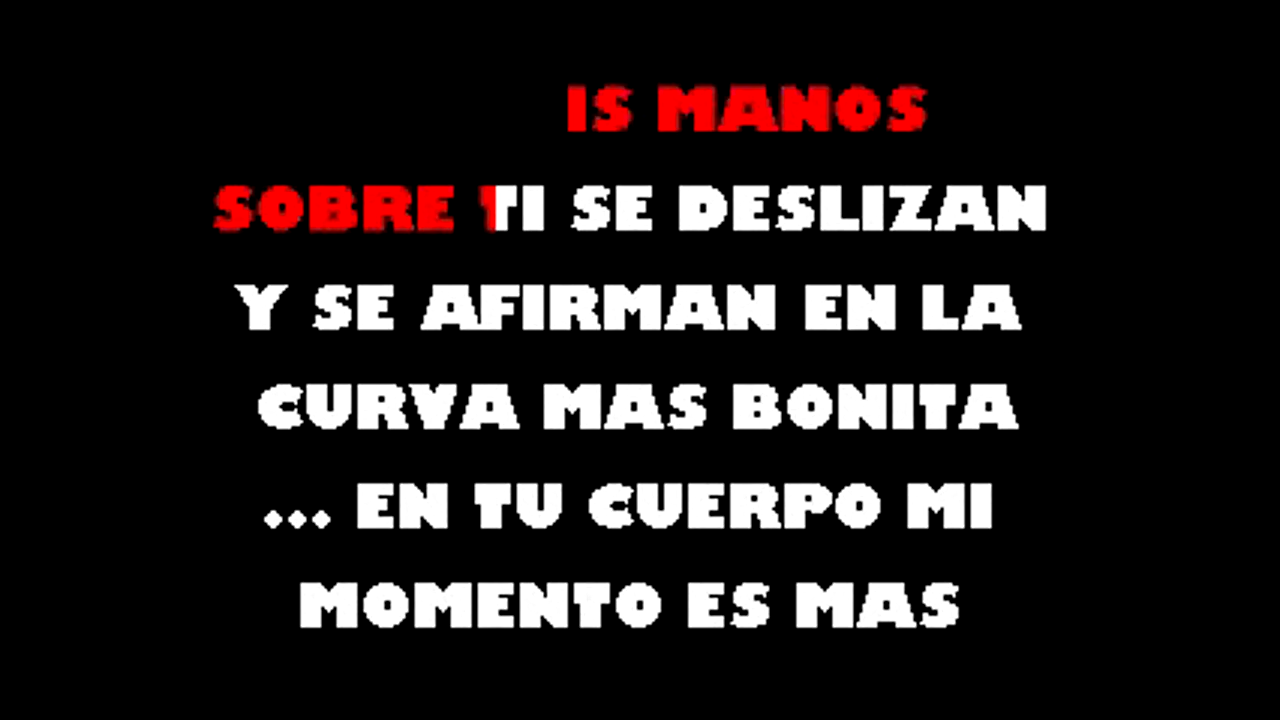 IS MANOS
SOBRE TI SE DESLIZAN
Y SE AFIRMAN EN LA
CURVA MAS BONITA
... EN TU CUERPO MI
MOMENTO ES MAS